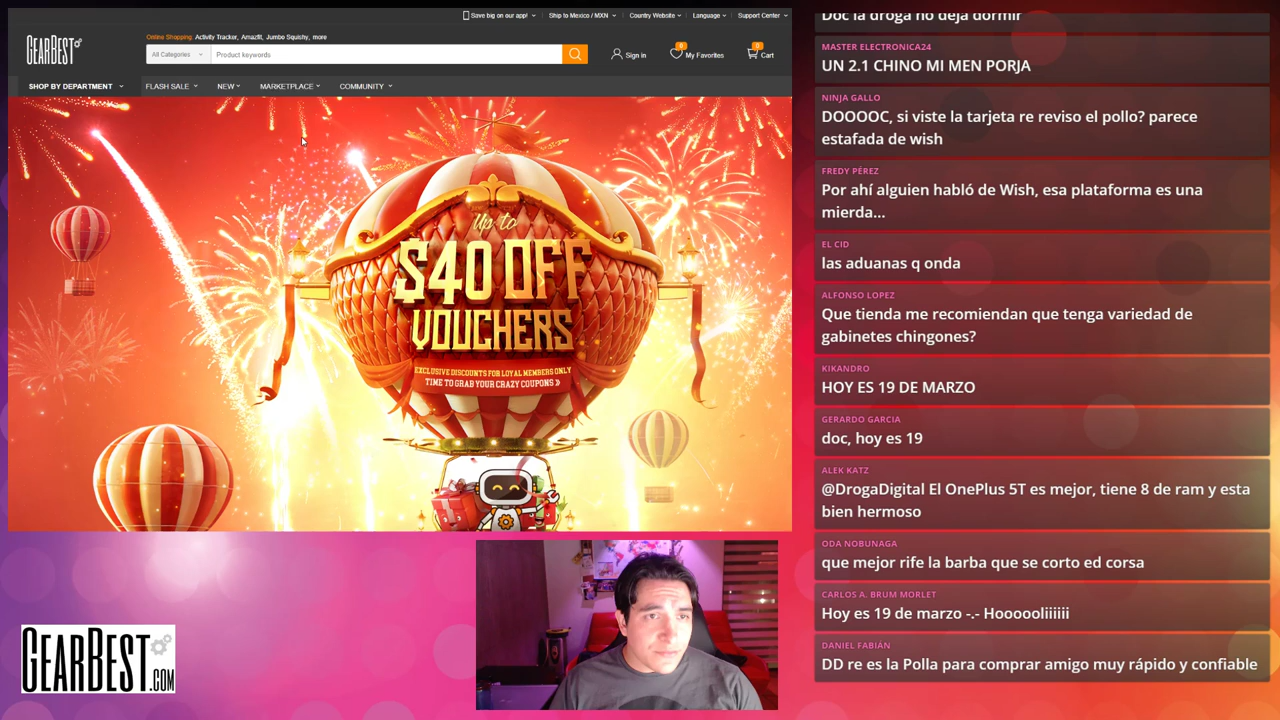 Save big on our app!
Ship to Mexico / MXN
Country Website
Language
Support Center
GEARBEST
Online Shopping: Activity Tracker, Amazfit, Jumbo Squishy, more
All Categories
Product keywords
Sign in
0
My Favorites
0
Cart
SHOP BY DEPARTMENT
FLASH SALE
NEW
MARKETPLACE
COMMUNITY
Up to
$40 OFF
VOUCHERS
EXCLUSIVE DISCOUNTS FOR LOYAL MEMBERS ONLY
TIME TO GRAB YOUR CRAZY COUPONS »
GEARBEST.COM
Doc la droga no deja dormir
MASTER ELECTRONICA24
UN 2.1 CHINO MI MEN PORJA
NINJA GALLO
DOOOOC, si viste la tarjeta re reviso el pollo? parece
estafada de wish
FREDY PÉREZ
Por ahí alguien habló de Wish, esa plataforma es una
mierda...
EL CID
las aduanas q onda
ALFONSO LOPEZ
Que tienda me recomiendan que tenga variedad de
gabinetes chingones?
KIKANDRO
HOY ES 19 DE MARZO
GERARDO GARCIA
doc, hoy es 19
ALEK KATZ
@DrogaDigital El OnePlus 5T es mejor, tiene 8 de ram y esta
bien hermoso
ODA NOBUNAGA
que mejor rife la barba que se corto ed corsa
CARLOS A. BRUM MORLET
Hoy es 19 de marzo -.- Hoooooliiiiii
DANIEL FABIÁN
DD re es la Polla para comprar amigo muy rápido y confiable